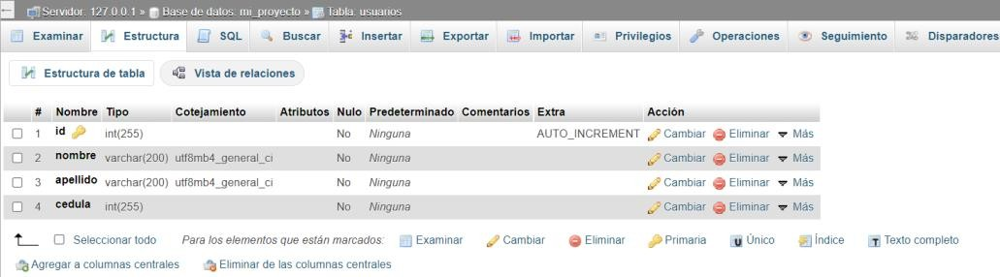 Servidor: 127.0.0.1 » Base de datos: mi_proyecto » Tabla: usuarios
Examinar Estructura SQL Buscar Insertar Exportar Importar Privilegios Operaciones Seguimiento Disparadores
Estructura de tabla Vista de relaciones
# Nombre Tipo Cotejamiento Atributos Nulo Predeterminado Comentarios Extra Acción
1 id int(255) No Ninguna AUTO_INCREMENT Cambiar Eliminar Más
2 nombre varchar(200) utf8mb4_general_ci No Ninguna Cambiar Eliminar Más
3 apellido varchar(200) utf8mb4_general_ci No Ninguna Cambiar Eliminar Más
4 cedula int(255) No Ninguna Cambiar Eliminar Más
Seleccionar todo Para los elementos que están marcados: Examinar Cambiar Eliminar Primaria Único Índice Texto completo
Agregar a columnas centrales Eliminar de las columnas centrales